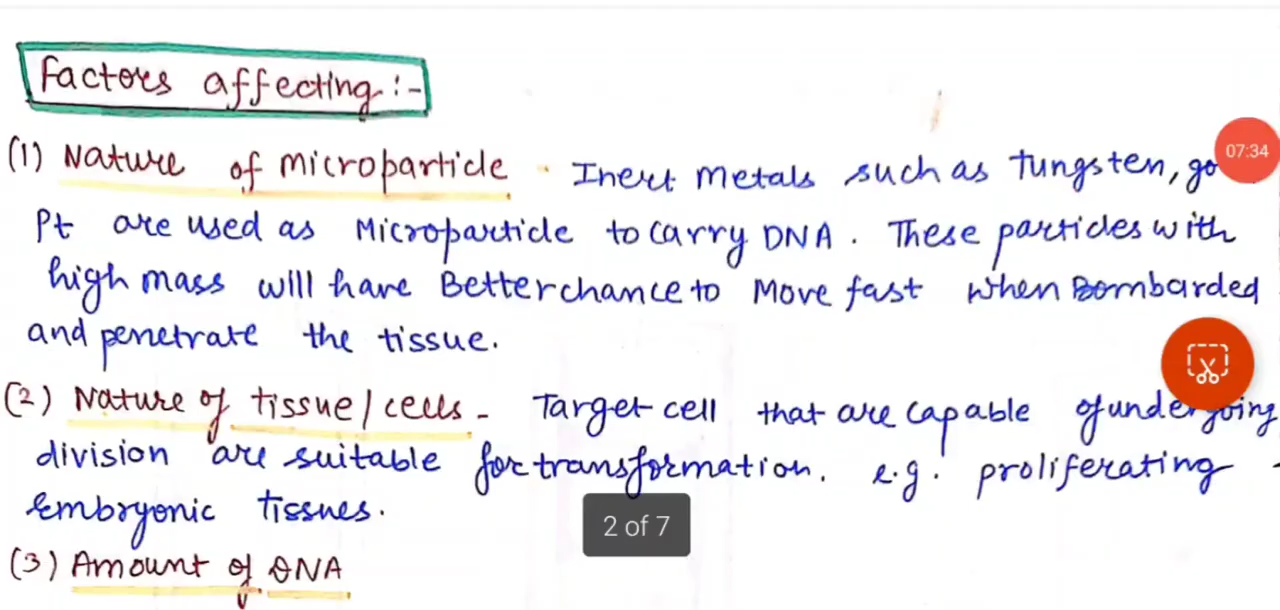 Factors affecting :-
(1) Nature of microparticle - Inert metals such as Tungsten,
07:34
Pt are used as Microparticle to carry DNA. These particles with
high mass will have Better chance to Move fast when Bombarded
and penetrate the tissue.
(2) Nature of tissue/cells - Target cell that are capable of undergoing
division are suitable for transformation. e.g. proliferating
Embryonic Tissues.
2 of 7
(3) Amount of DNA